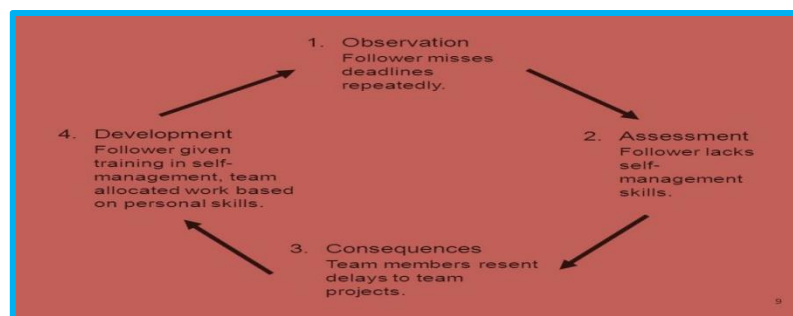 1. Observation
Follower misses
deadlines
repeatedly.
2. Assessment
Follower lacks
self-
management
skills.
3. Consequences
Team members resent
delays to team
projects.
4. Development
Follower given
training in self-
management, team
allocated work based
on personal skills.
9